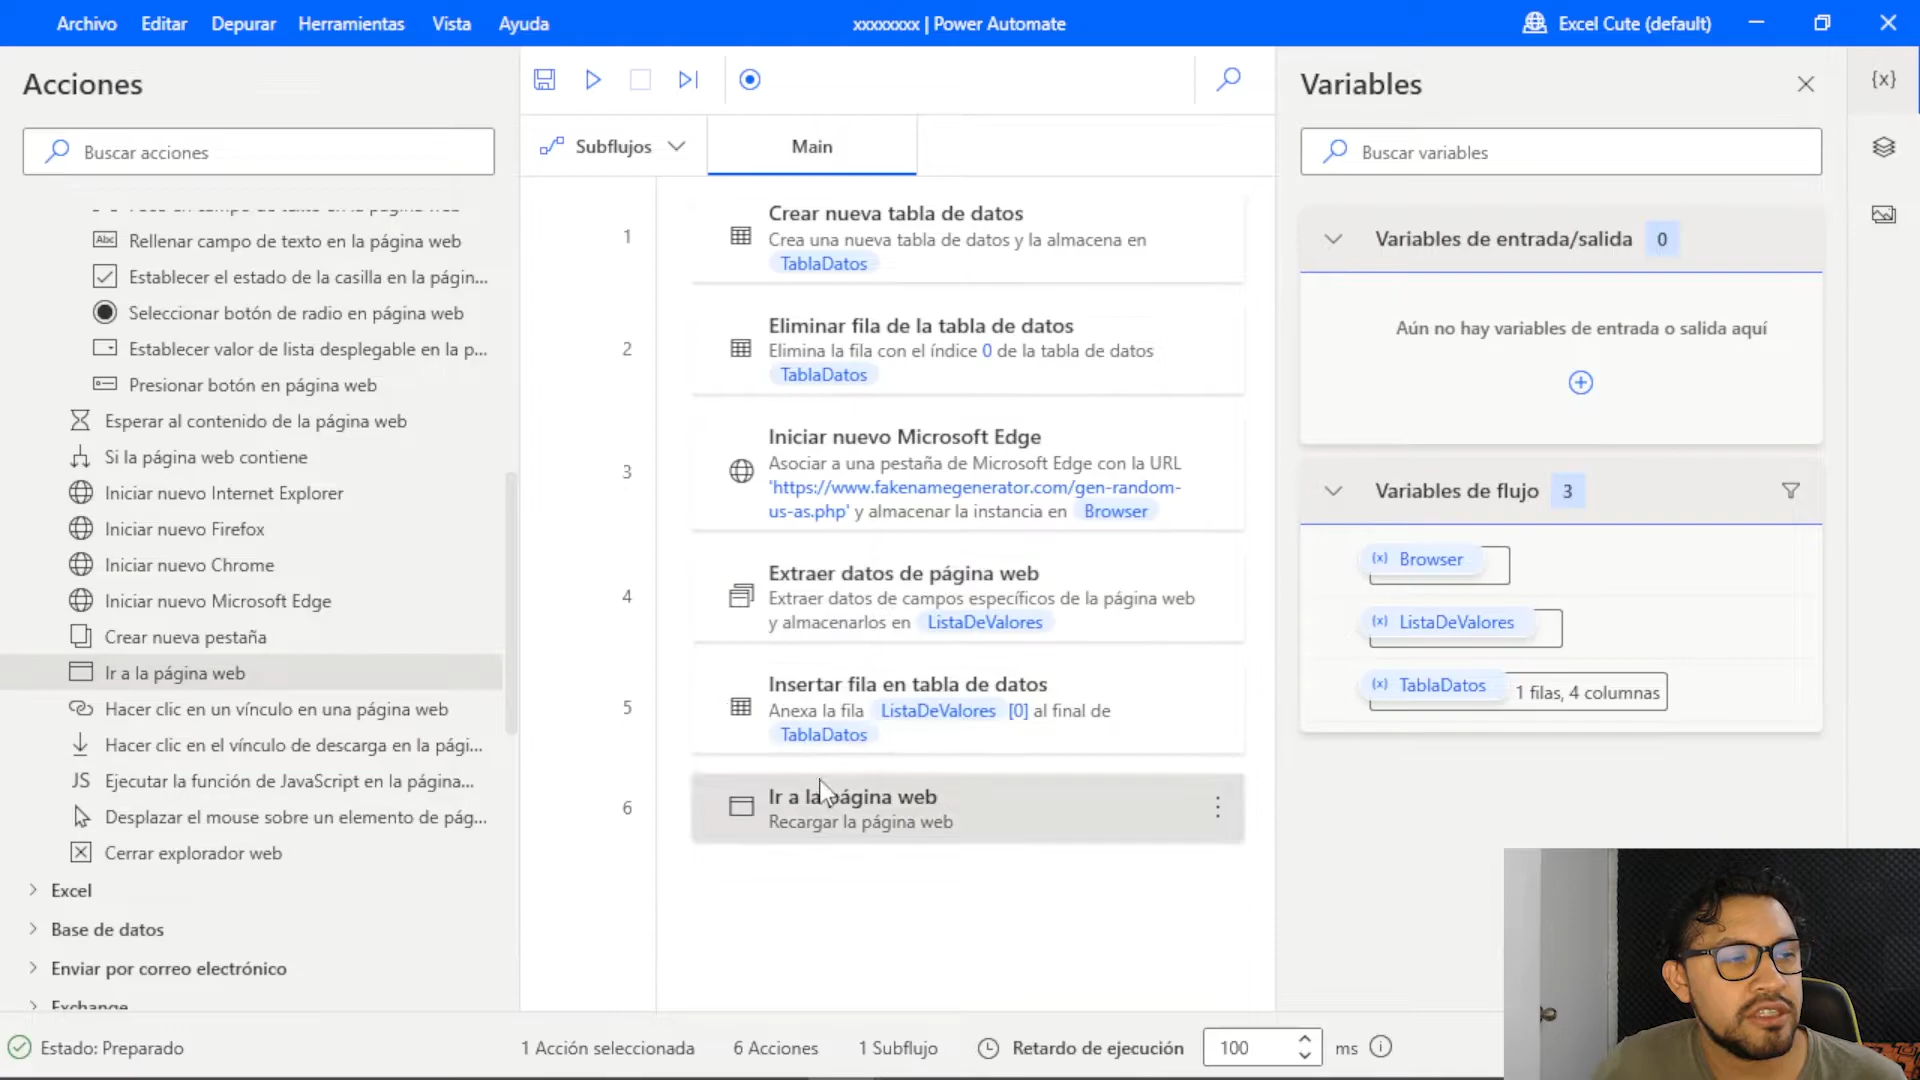 Archivo Editar Depurar Herramientas Vista Ayuda
xxxxxxxx | Power Automate
Excel Cute (default)
Acciones
Buscar acciones
Rellenar campo de texto en la página web
Establecer el estado de la casilla en la págin...
Seleccionar botón de radio en página web
Establecer valor de lista desplegable en la p...
Presionar botón en página web
Esperar al contenido de la página web
Si la página web contiene
Iniciar nuevo Internet Explorer
Iniciar nuevo Firefox
Iniciar nuevo Chrome
Iniciar nuevo Microsoft Edge
Crear nueva pestaña
Ir a la página web
Hacer clic en un vínculo en una página web
Hacer clic en el vínculo de descarga en la pági...
JS Ejecutar la función de JavaScript en la página...
Desplazar el mouse sobre un elemento de pág...
Cerrar explorador web
Excel
Base de datos
Enviar por correo electrónico
Exchange
Subflujos
Main
1
Crear nueva tabla de datos
Crea una nueva tabla de datos y la almacena en
TablaDatos
2
Eliminar fila de la tabla de datos
Elimina la fila con el índice 0 de la tabla de datos
TablaDatos
3
Iniciar nuevo Microsoft Edge
Asociar a una pestaña de Microsoft Edge con la URL
'https://www.fakenamegenerator.com/gen-random-
us-as.php' y almacenar la instancia en Browser
4
Extraer datos de página web
Extraer datos de campos específicos de la página web
y almacenarlos en ListaDeValores
5
Insertar fila en tabla de datos
Anexa la fila ListaDeValores [0] al final de
TablaDatos
6
Ir a la página web
Recargar la página web
Variables
{x}
Buscar variables
Variables de entrada/salida 0
Aún no hay variables de entrada o salida aquí
Variables de flujo 3
(x) Browser
(x) ListaDeValores
(x) TablaDatos 1 filas, 4 columnas
Estado: Preparado
1 Acción seleccionada
6 Acciones
1 Subflujo
Retardo de ejecución 100 ms